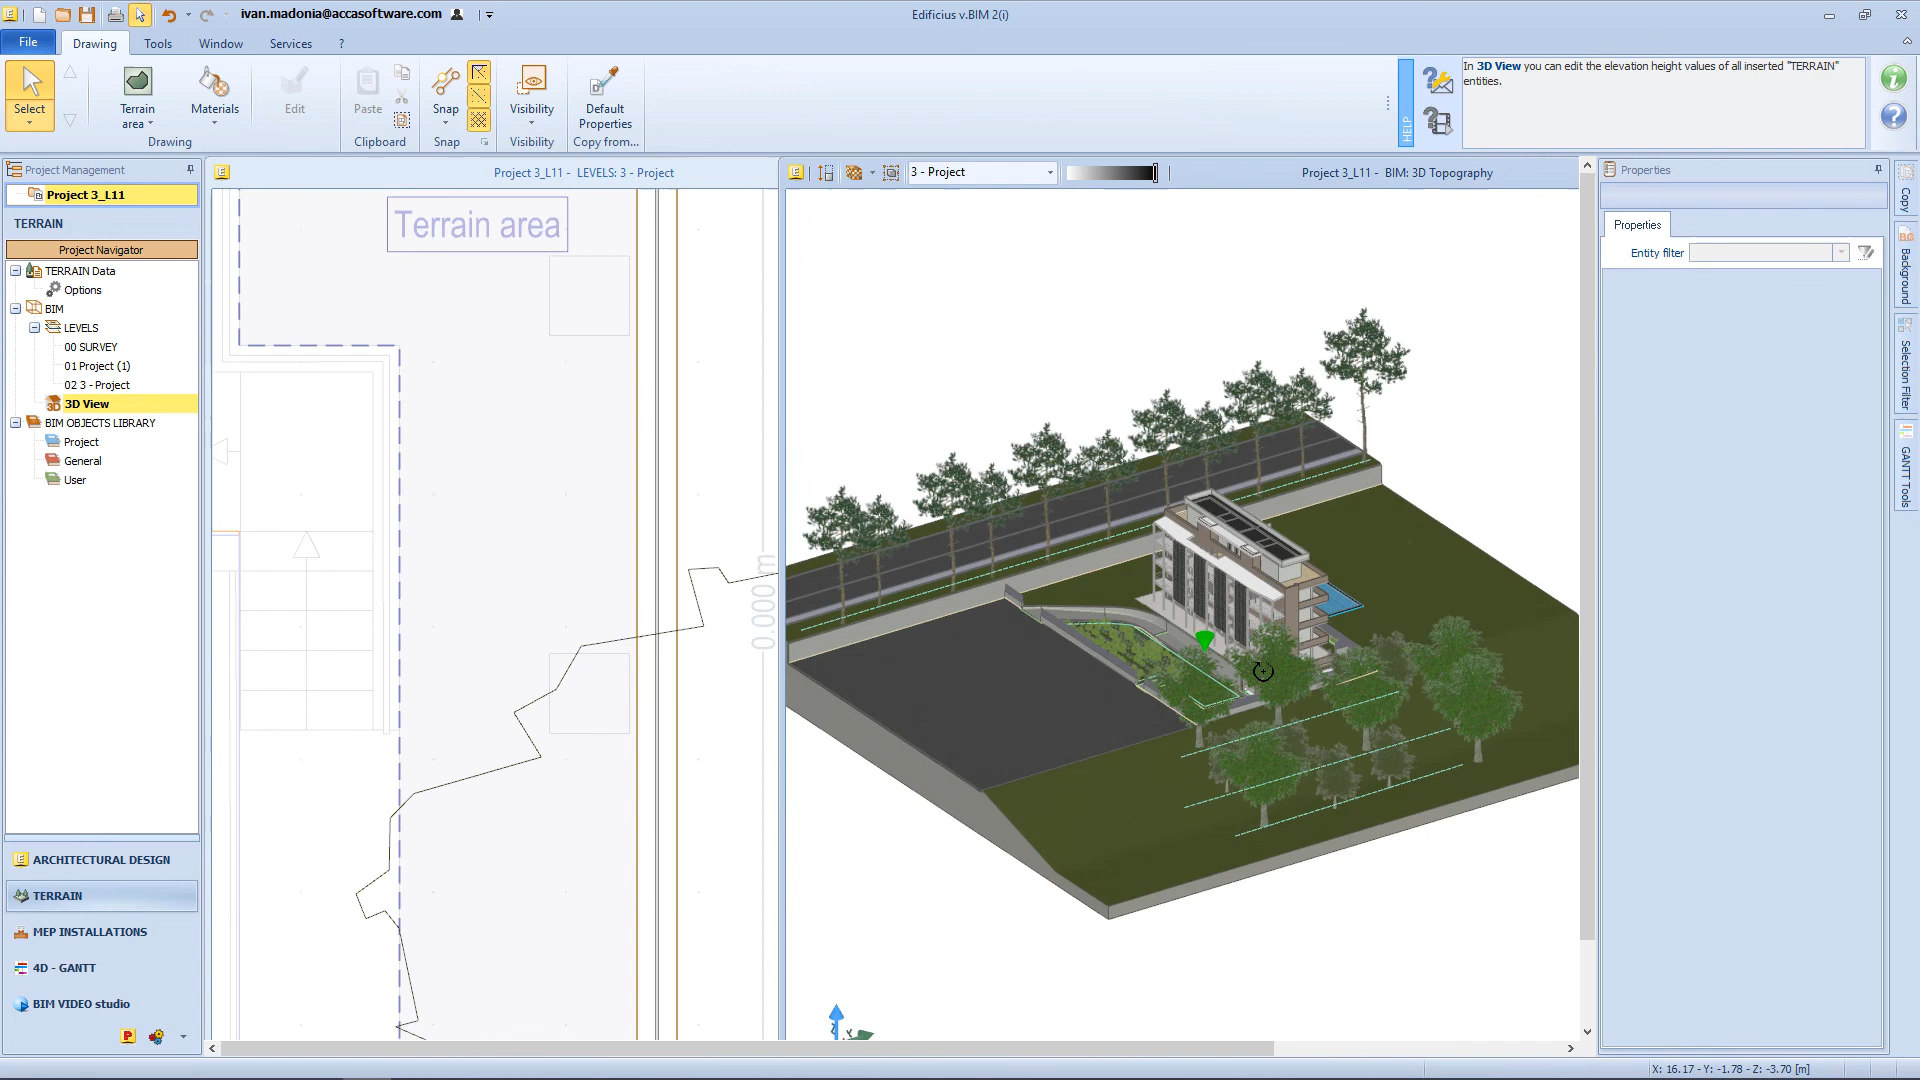 ivan.madonia@accasoftware.com
Edificius v.BIM 2(i)
File
Drawing
Tools
Window
Services
?
Select
Terrain
area
Materials
Edit
Paste
Snap
Visibility
Default
Properties
Drawing
Clipboard
Snap
Visibility
Copy from...
HELP
In 3D View you can edit the elevation height values of all inserted "TERRAIN"
entities.
Project Management
Project 3_L11
TERRAIN
Project Navigator
TERRAIN Data
Options
BIM
LEVELS
00 SURVEY
01 Project (1)
02 3 - Project
3D View
BIM OBJECTS LIBRARY
Project
General
User
ARCHITECTURAL DESIGN
TERRAIN
MEP INSTALLATIONS
4D - GANTT
BIM VIDEO studio
Project 3_L11 - LEVELS: 3 - Project
Terrain area
0.000 m
3 - Project
Project 3_L11 - BIM: 3D Topography
Properties
Properties
Entity filter
Copy
Background
Selection Filter
GANTT Tools
X: 16.17 - Y: -1.78 - Z: -3.70 [m]